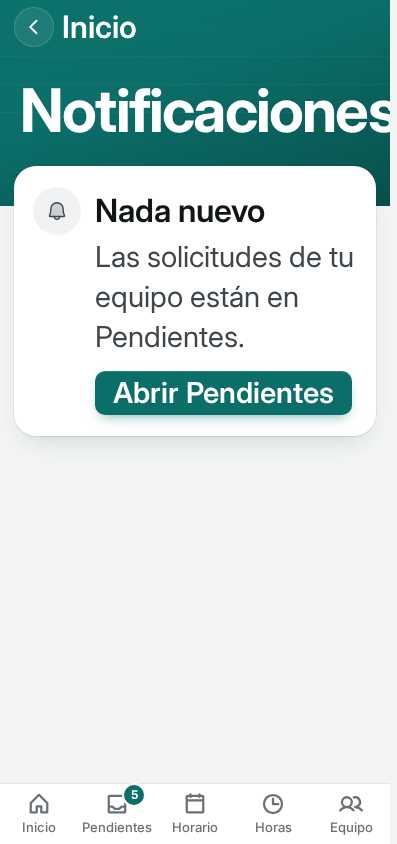 Inicio
Notificaciones
Nada nuevo
Las solicitudes de tu
equipo están en
Pendientes.
Abrir Pendientes
5
Inicio
Pendientes
Horario
Horas
Equipo